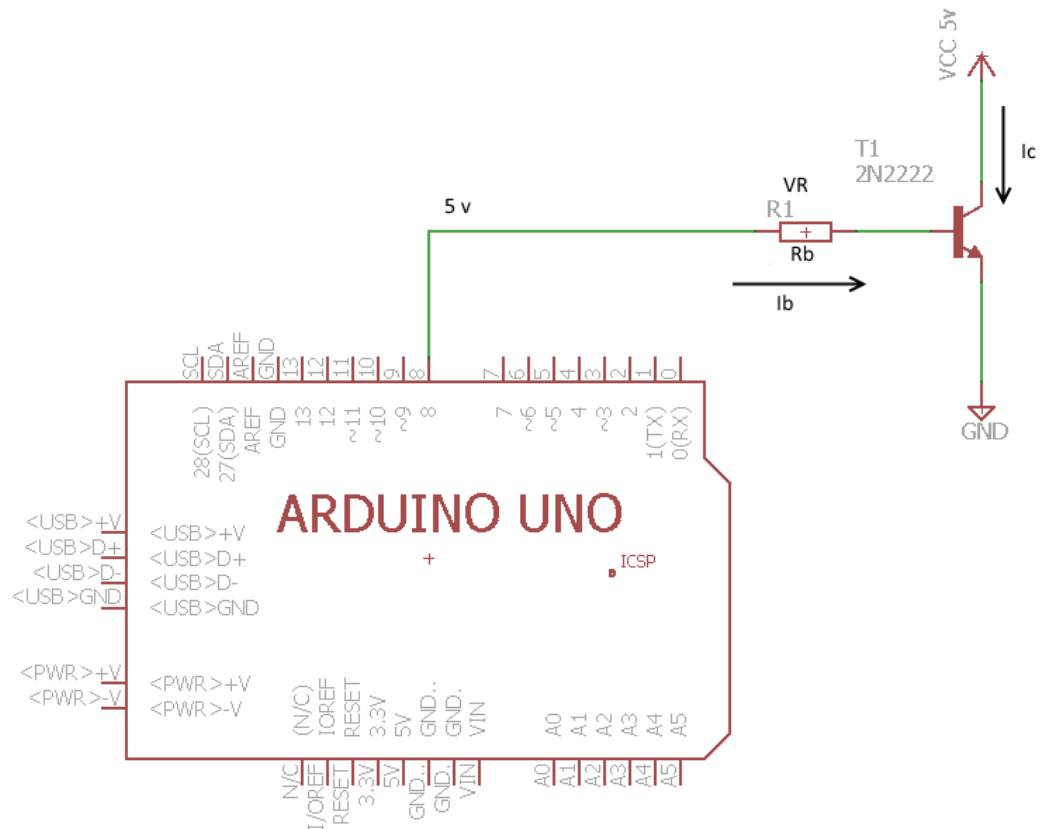 VCC 5v
Ic
T1
2N2222
VR
R1
Rb
5 v
Ib
SCL
SDA
AREF
GND
13
12
11
10
9
8
7
6
5
4
3
2
1
0
28(SCL)
27(SDA)
AREF
GND
13
12
~11
~10
~9
8
7
~6
~5
4
~3
2
1(TX)
0(RX)
GND
ARDUINO UNO
ICSP
<USB>+V
<USB>D+
<USB>D-
<USB>GND
<USB>+V
<USB>D+
<USB>D-
<USB>GND
<PWR>+V
<PWR>-V
<PWR>+V
<PWR>-V
(N/C)
IOREF
RESET
3.3V
5V
GND..
GND.
VIN
A0
A1
A2
A3
A4
A5
N/C
I/OREF
RESET
3.3V
5V
GND..
GND.
VIN
A0
A1
A2
A3
A4
A5